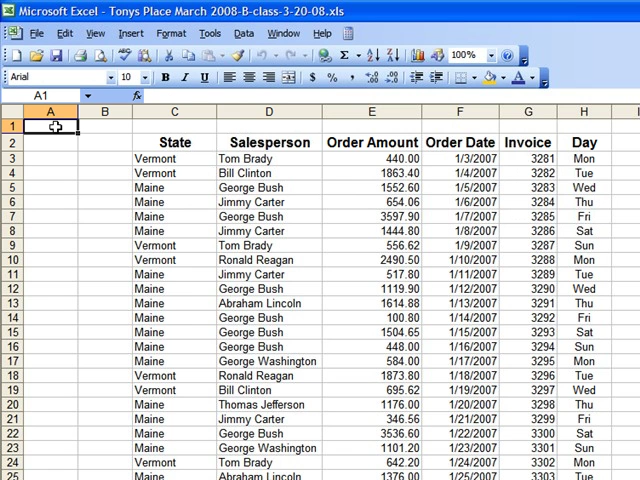 Microsoft Excel - Tonys Place March 2008-B-class-3-20-08.xls
File Edit View Insert Format Tools Data Window Help
Σ 100%
Arial 10 B I U $ % ,
A1 fx
A B C D E F G H I
1
2 State Salesperson Order Amount Order Date Invoice Day
3 Vermont Tom Brady 440.00 1/3/2007 3281 Mon
4 Vermont Bill Clinton 1863.40 1/4/2007 3282 Tue
5 Maine George Bush 1552.60 1/5/2007 3283 Wed
6 Maine Jimmy Carter 654.06 1/6/2007 3284 Thu
7 Maine George Bush 3597.90 1/7/2007 3285 Fri
8 Maine Jimmy Carter 1444.80 1/8/2007 3286 Sat
9 Vermont Tom Brady 556.62 1/9/2007 3287 Sun
10 Vermont Ronald Reagan 2490.50 1/10/2007 3288 Mon
11 Maine Jimmy Carter 517.80 1/11/2007 3289 Tue
12 Maine George Bush 1119.90 1/12/2007 3290 Wed
13 Maine Abraham Lincoln 1614.88 1/13/2007 3291 Thu
14 Maine George Bush 100.80 1/14/2007 3292 Fri
15 Maine George Bush 1504.65 1/15/2007 3293 Sat
16 Maine George Bush 448.00 1/16/2007 3294 Sun
17 Maine George Washington 584.00 1/17/2007 3295 Mon
18 Vermont Ronald Reagan 1873.80 1/18/2007 3296 Tue
19 Vermont Bill Clinton 695.62 1/19/2007 3297 Wed
20 Maine Thomas Jefferson 1176.00 1/20/2007 3298 Thu
21 Maine Jimmy Carter 346.56 1/21/2007 3299 Fri
22 Maine George Bush 3536.60 1/22/2007 3300 Sat
23 Maine George Washington 1101.20 1/23/2007 3301 Sun
24 Vermont Tom Brady 642.20 1/24/2007 3302 Mon
25 Maine Abraham Lincoln 1376.00 1/25/2007 3303 Tue